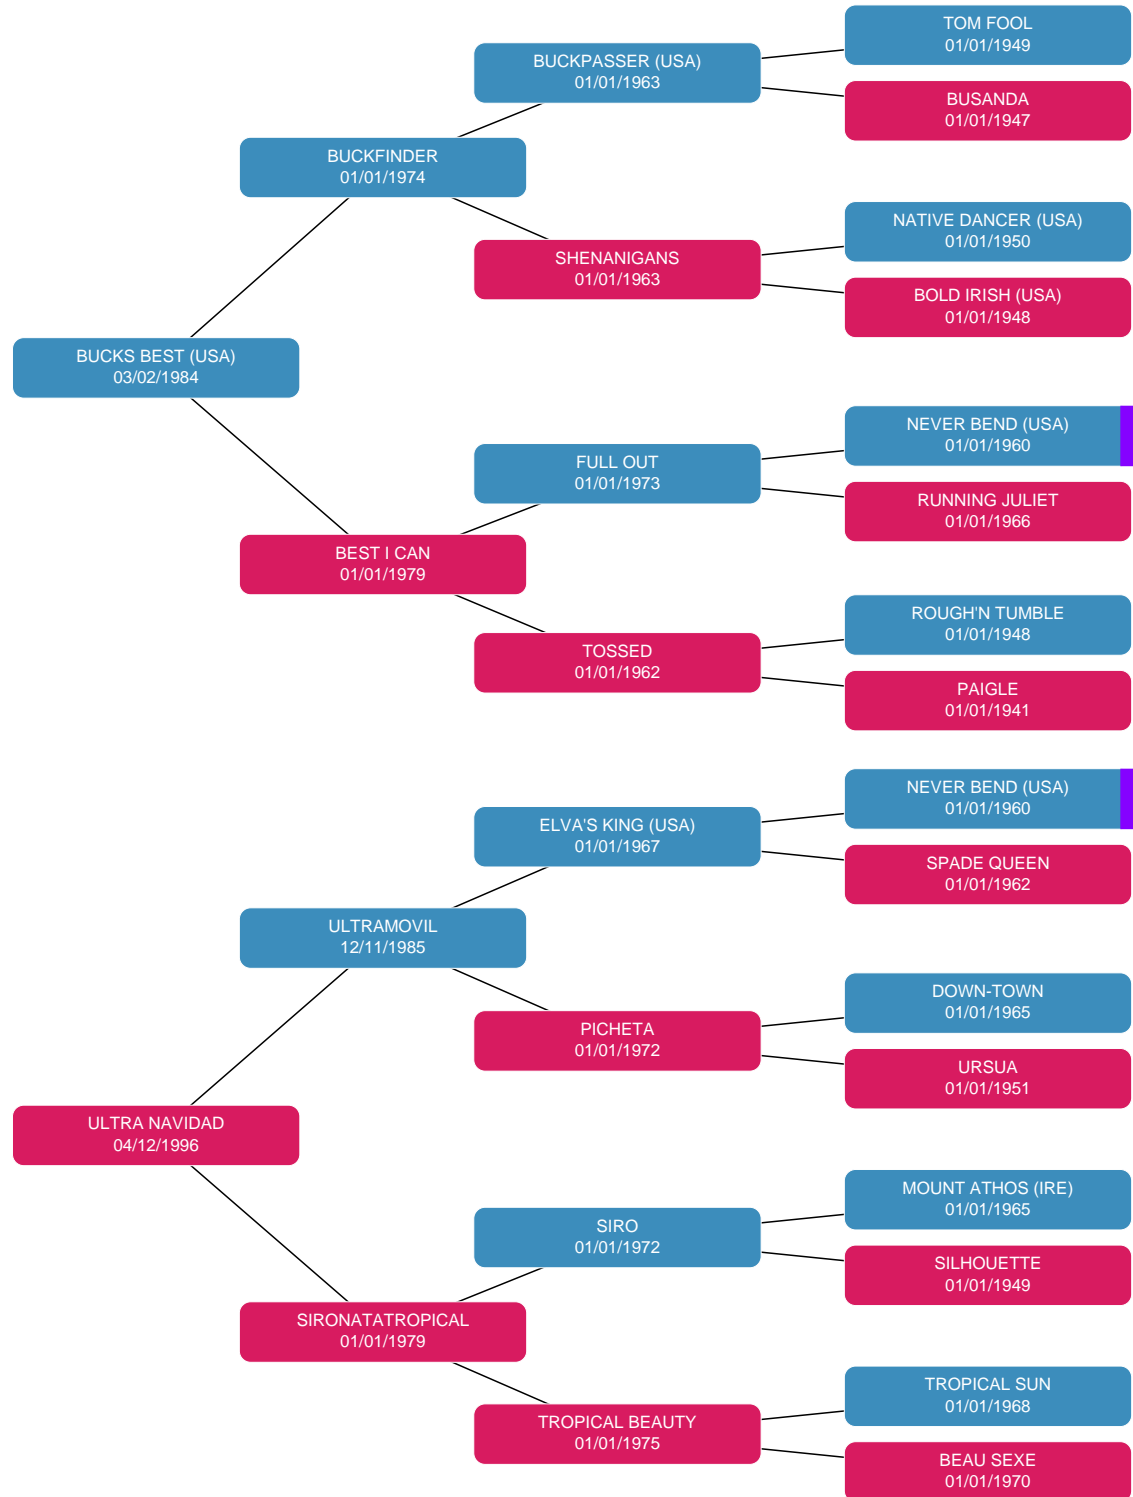 TOM FOOL
01/01/1949
BUCKPASSER (USA)
01/01/1963
BUSANDA
01/01/1947
BUCKFINDER
01/01/1974
NATIVE DANCER (USA)
01/01/1950
SHENANIGANS
01/01/1963
BOLD IRISH (USA)
01/01/1948
BUCKS BEST (USA)
03/02/1984
NEVER BEND (USA)
01/01/1960
FULL OUT
01/01/1973
RUNNING JULIET
01/01/1966
BEST I CAN
01/01/1979
ROUGH'N TUMBLE
01/01/1948
TOSSED
01/01/1962
PAIGLE
01/01/1941
NEVER BEND (USA)
01/01/1960
ELVA'S KING (USA)
01/01/1967
SPADE QUEEN
01/01/1962
ULTRAMOVIL
12/11/1985
DOWN-TOWN
01/01/1965
PICHETA
01/01/1972
URSUA
01/01/1951
ULTRA NAVIDAD
04/12/1996
MOUNT ATHOS (IRE)
01/01/1965
SIRO
01/01/1972
SILHOUETTE
01/01/1949
SIRONATATROPICAL
01/01/1979
TROPICAL SUN
01/01/1968
TROPICAL BEAUTY
01/01/1975
BEAU SEXE
01/01/1970